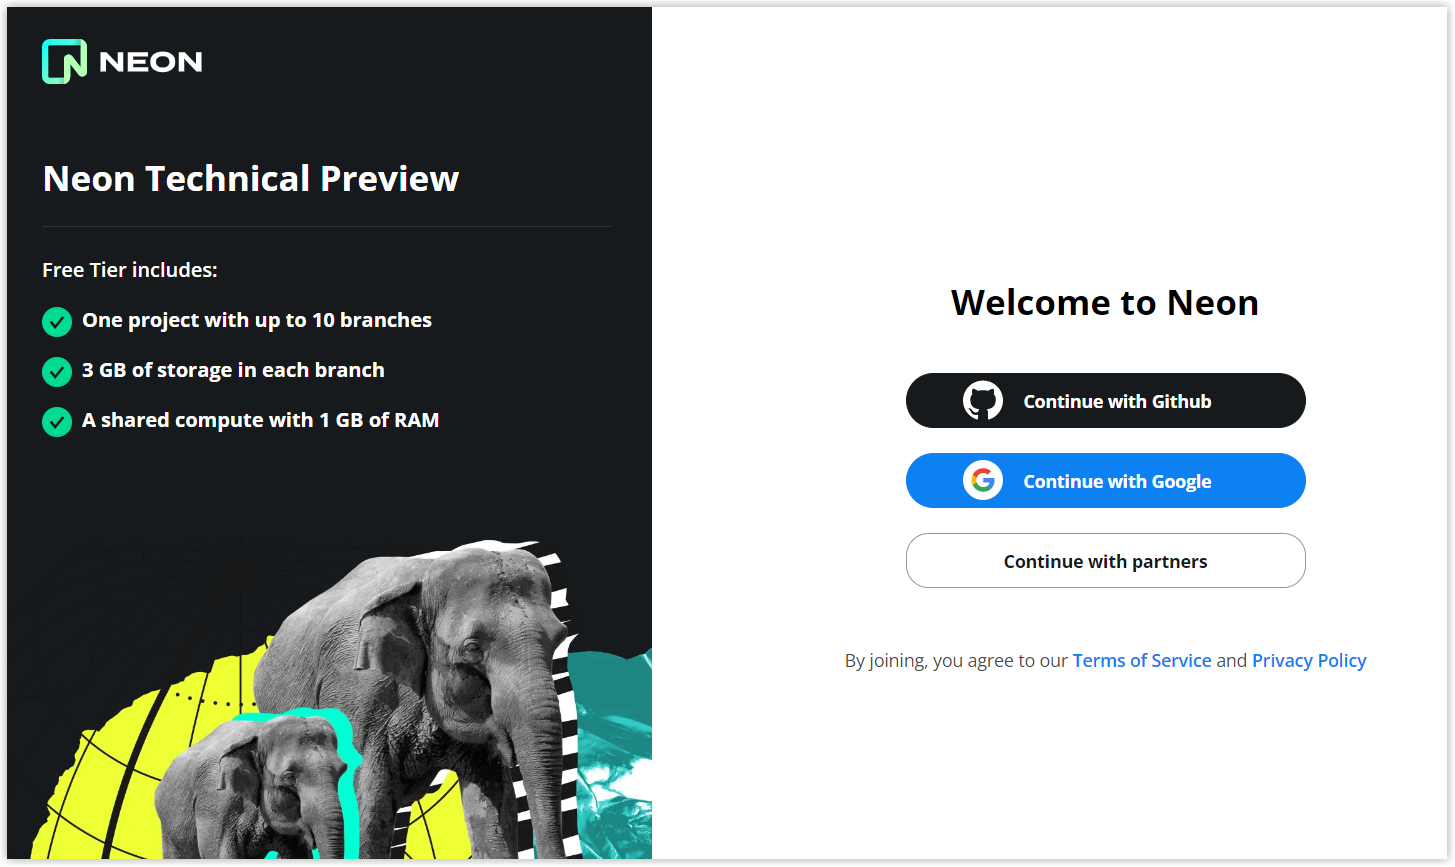 NEON
Neon Technical Preview
Free Tier includes:
One project with up to 10 branches
3 GB of storage in each branch
A shared compute with 1 GB of RAM
Welcome to Neon
Continue with Github
Continue with Google
Continue with partners
By joining, you agree to our Terms of Service and Privacy Policy